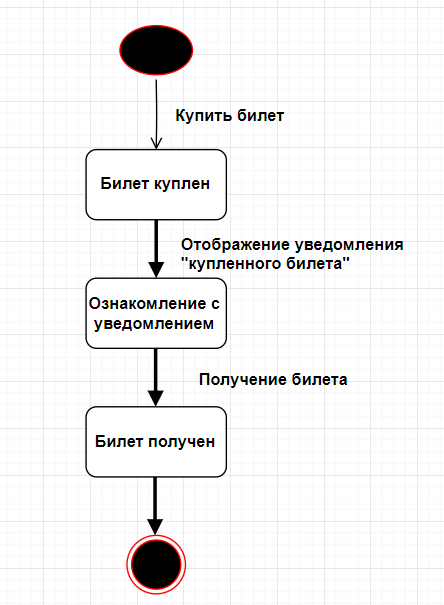 Купить билет
Билет куплен
Отображение уведомления
"купленного билета"
Ознакомление с
уведомлением
Получение билета
Билет получен